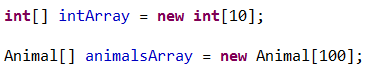 int[] intArray = new int[10];
Animal[] animalsArray = new Animal[100];